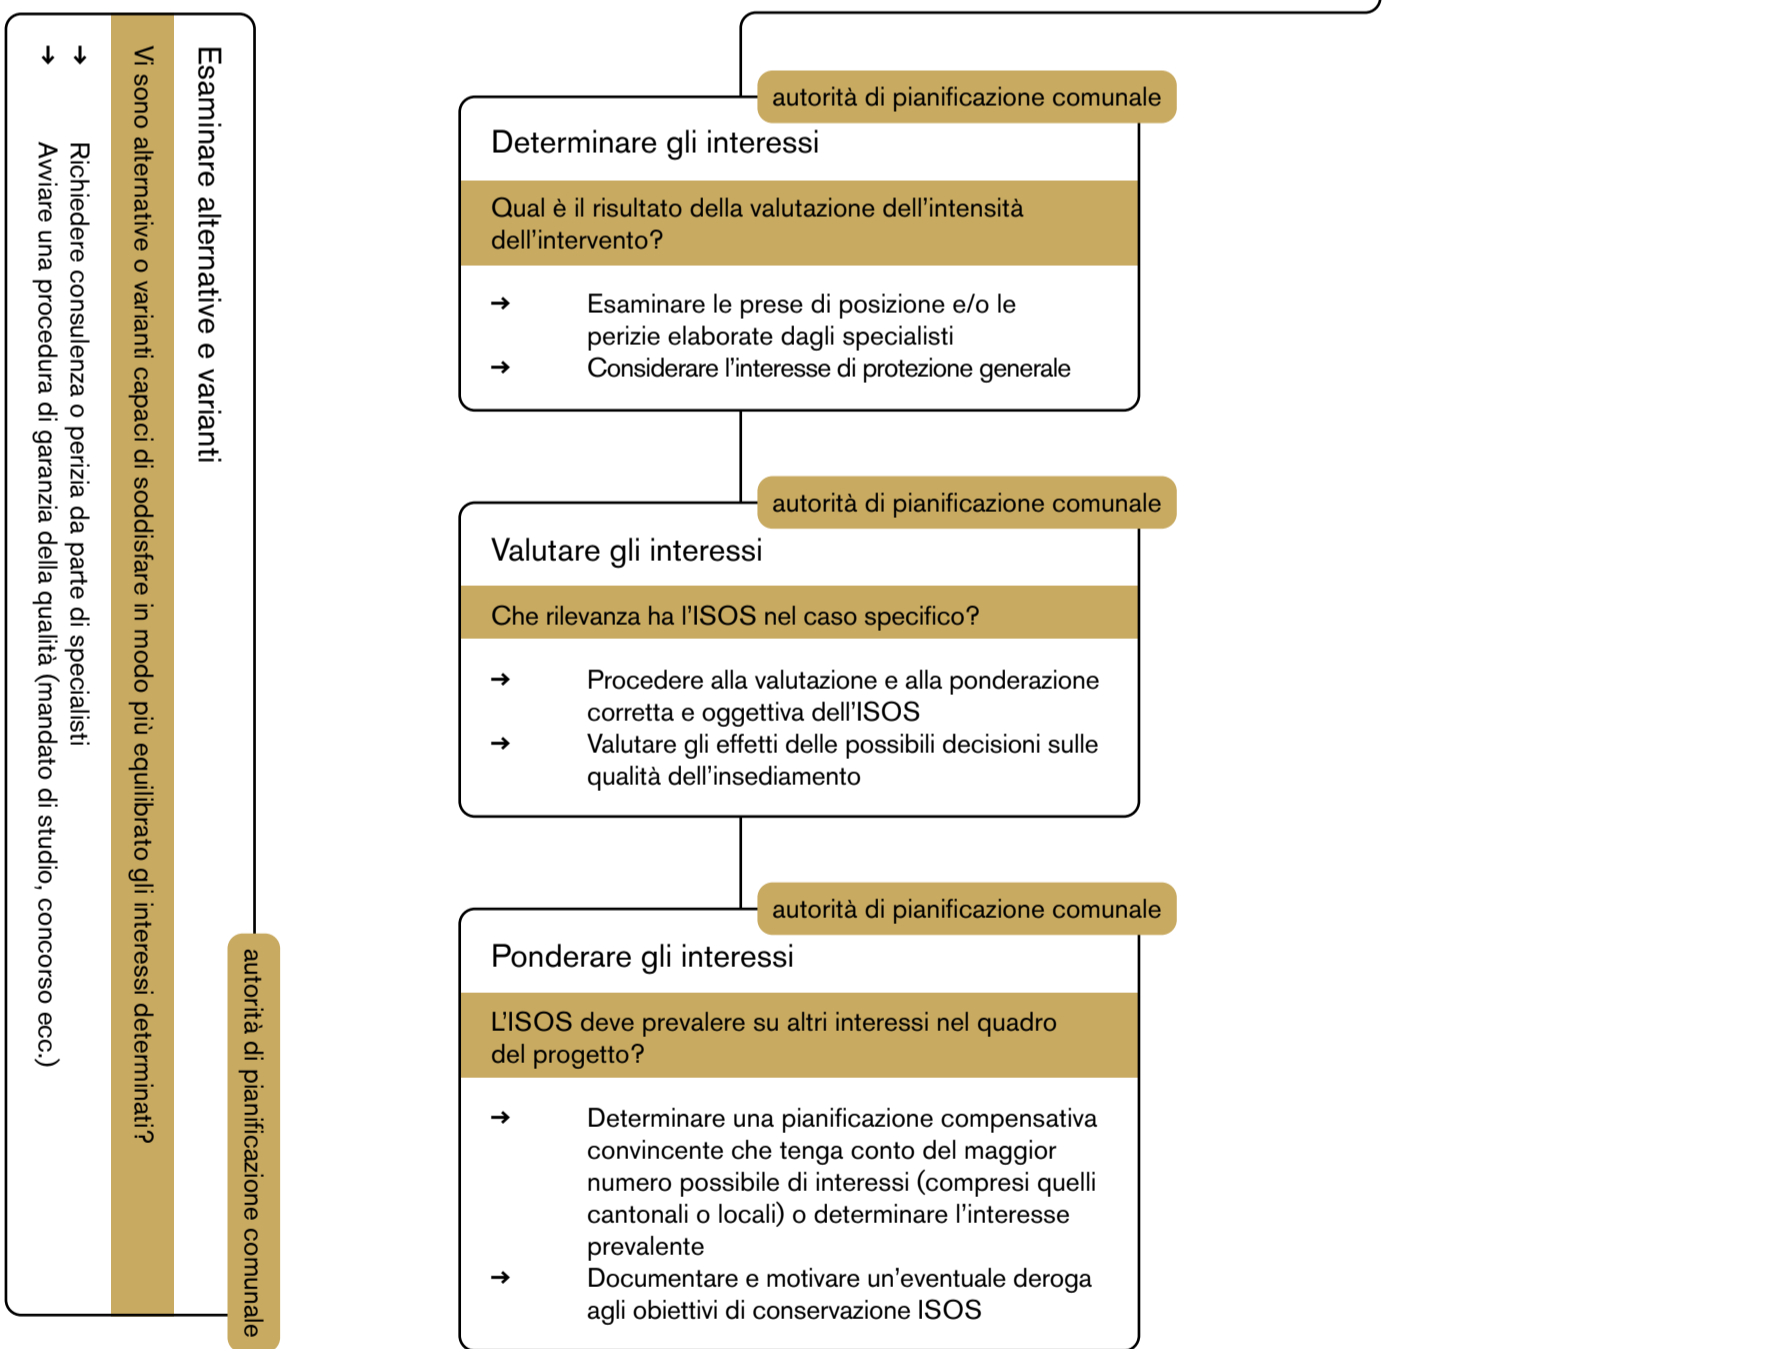 Esaminare alternative e varianti
Vi sono alternative o varianti capaci di soddisfare in modo più equilibrato gli interessi determinati?
➔ Richiedere consulenza o perizia da parte di specialisti
➔ Avviare una procedura di garanzia della qualità (mandato di studio, concorso ecc.)
autorità di pianificazione comunale
autorità di pianificazione comunale
Determinare gli interessi
Qual è il risultato della valutazione dell’intensità
dell’intervento?
➔ Esaminare le prese di posizione e/o le
perizie elaborate dagli specialisti
➔ Considerare l’interesse di protezione generale
autorità di pianificazione comunale
Valutare gli interessi
Che rilevanza ha l’ISOS nel caso specifico?
➔ Procedere alla valutazione e alla ponderazione
corretta e oggettiva dell’ISOS
➔ Valutare gli effetti delle possibili decisioni sulle
qualità dell’insediamento
autorità di pianificazione comunale
Ponderare gli interessi
L’ISOS deve prevalere su altri interessi nel quadro
del progetto?
➔ Determinare una pianificazione compensativa
convincente che tenga conto del maggior
numero possibile di interessi (compresi quelli
cantonali o locali) o determinare l’interesse
prevalente
➔ Documentare e motivare un’eventuale deroga
agli obiettivi di conservazione ISOS